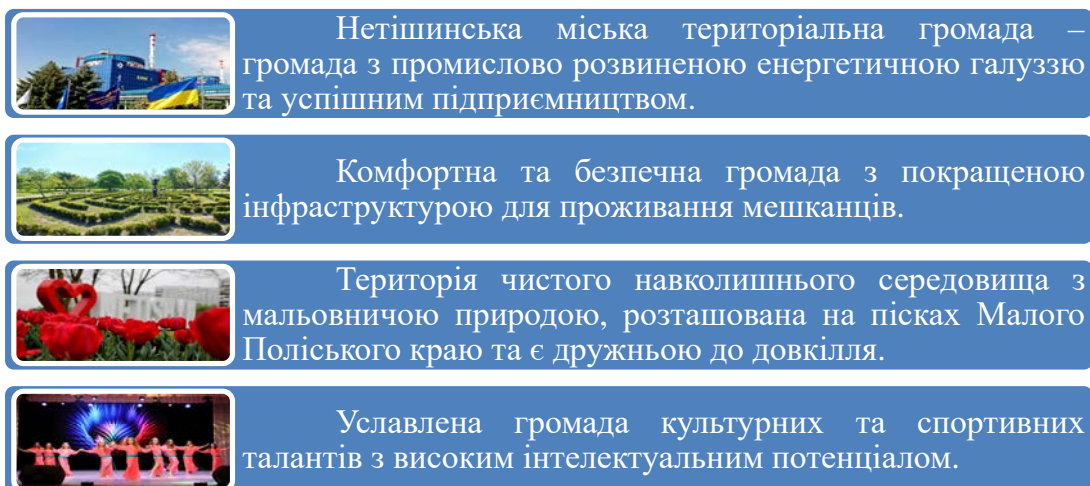 Нетішинська міська територіальна громада –
громада з промислово розвиненою енергетичною галуззю
та успішним підприємництвом.
Комфортна та безпечна громада з покращеною
інфраструктурою для проживання мешканців.
Територія чистого навколишнього середовища з
мальовничою природою, розташована на пісках Малого
Поліського краю та є дружньою до довкілля.
Уславлена громада культурних та спортивних
талантів з високим інтелектуальним потенціалом.